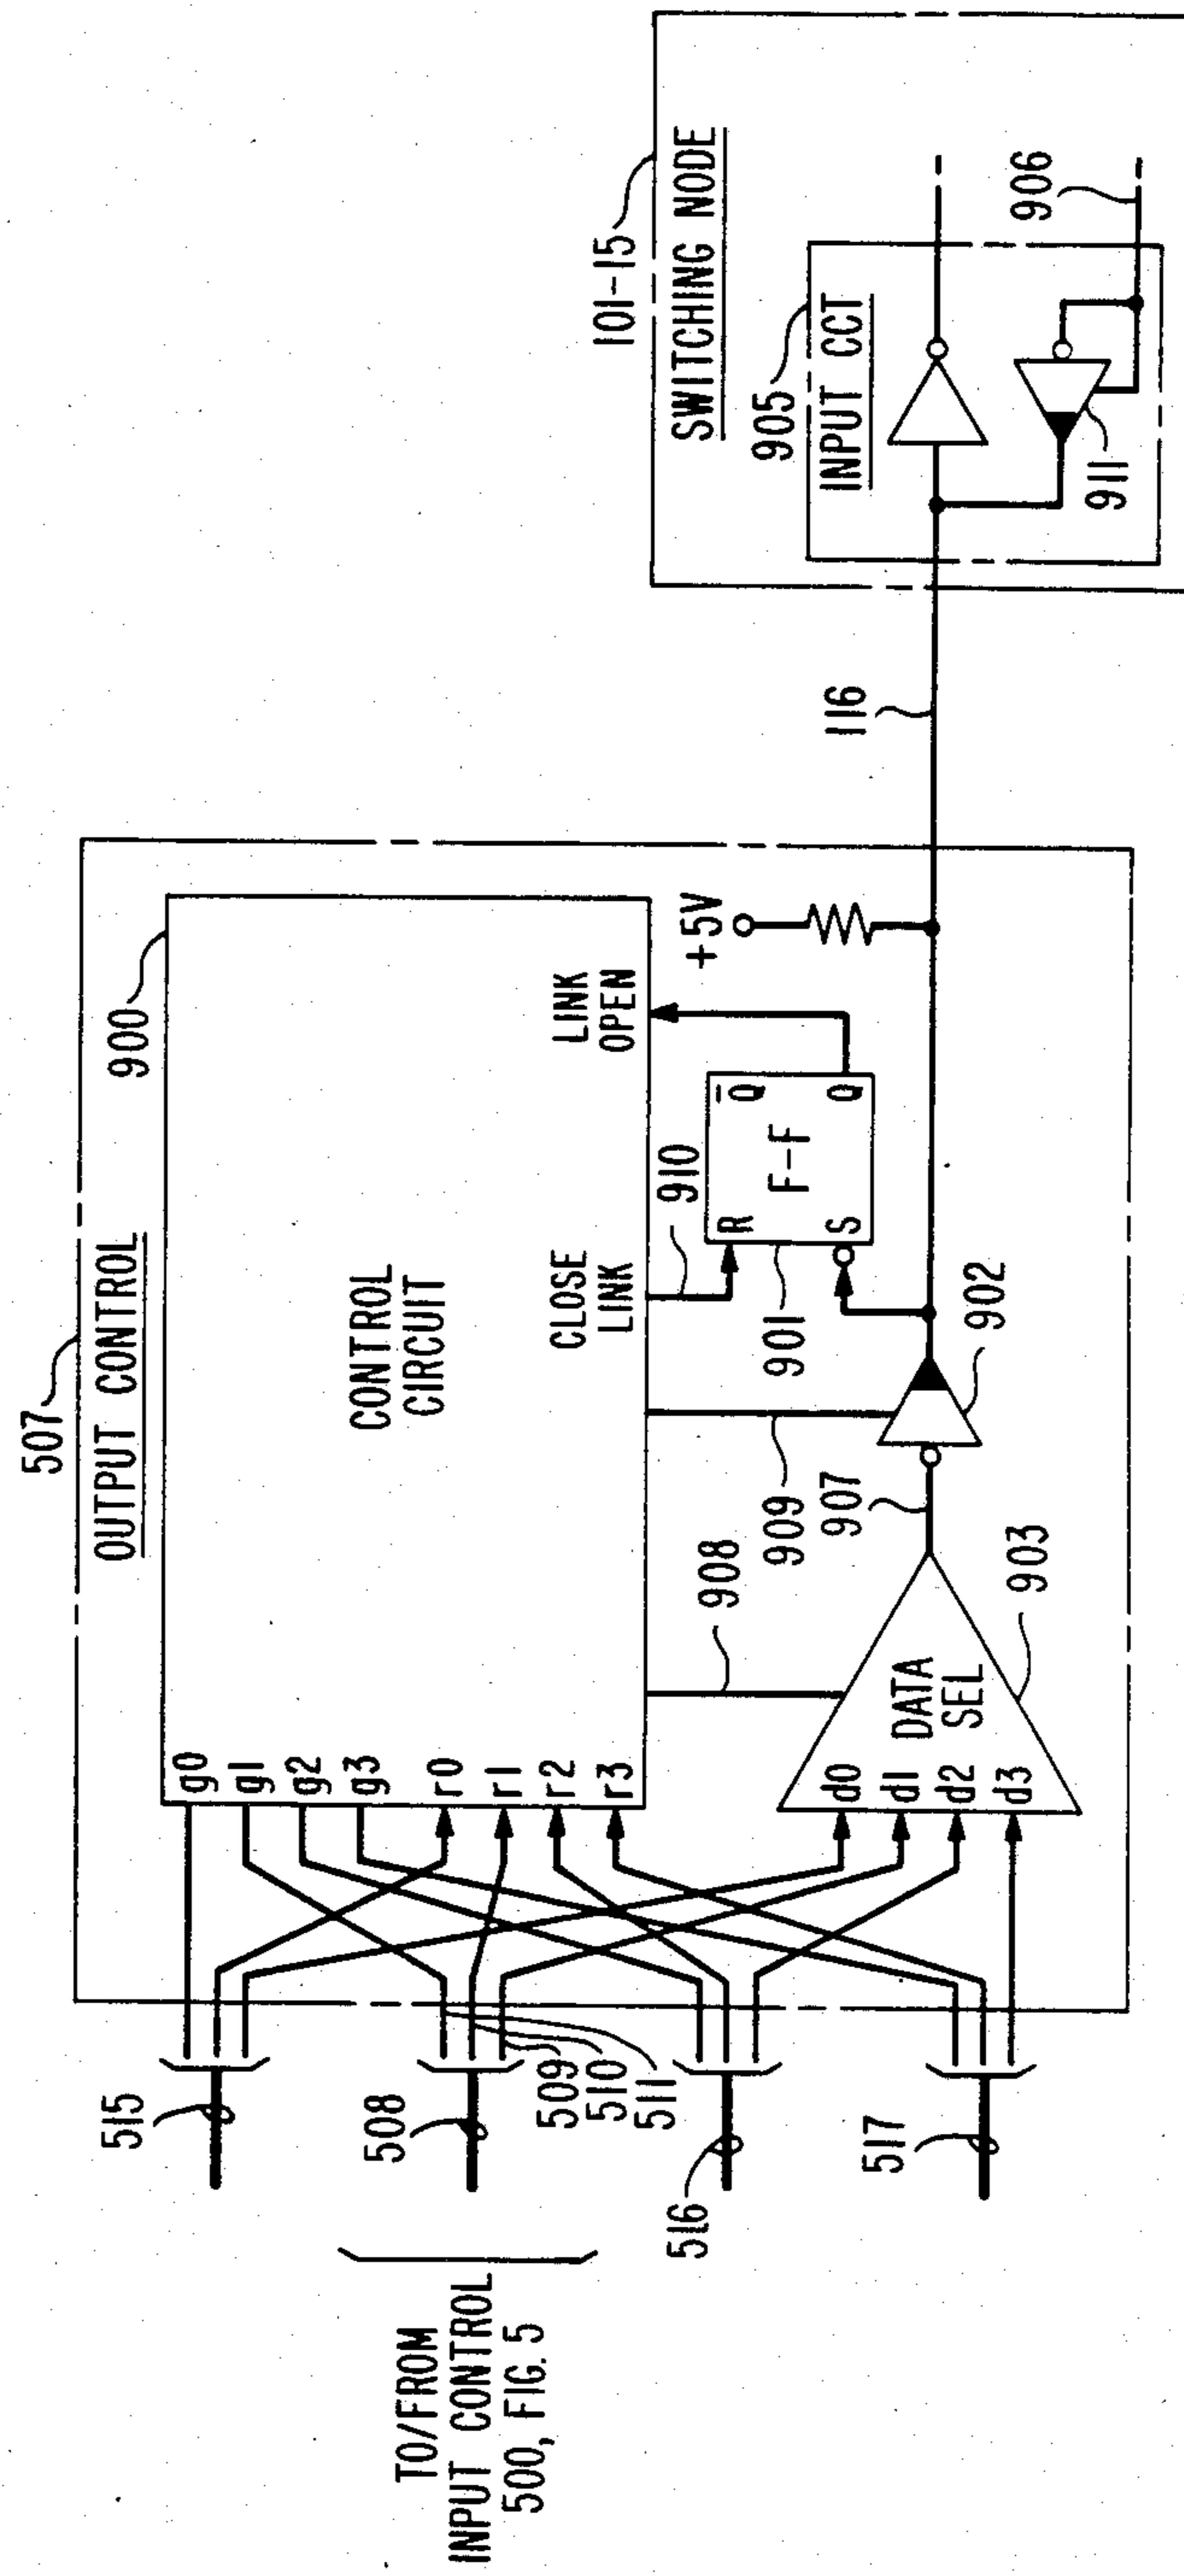 507
OUTPUT CONTROL
900
CONTROL
CIRCUIT
g0
g1
g2
g3
r0
r1
r2
r3
CLOSE
LINK
LINK
OPEN
515
508
509
510
511
516
517
TO/FROM
INPUT CONTROL
500, FIG. 5
908
909
907
910
R
S
F-F
Q̅
Q
901
902
+5V
d0
d1
d2
d3
DATA
SEL
903
116
101-15
SWITCHING NODE
905
INPUT CCT
906
911